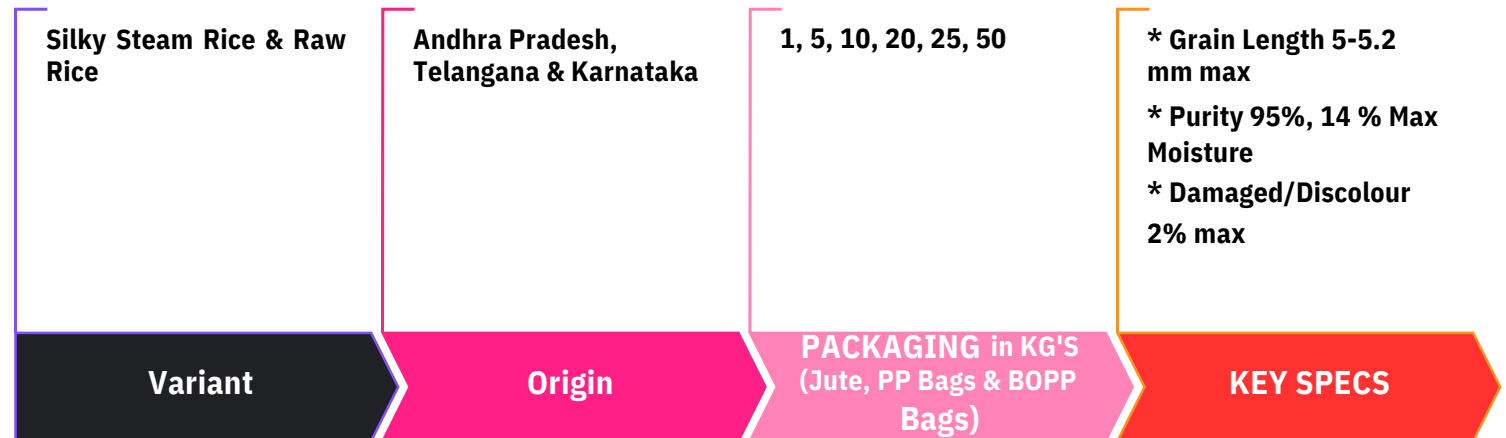 Silky Steam Rice & Raw
Rice
Andhra Pradesh,
Telangana & Karnataka
1, 5, 10, 20, 25, 50
* Grain Length 5-5.2
mm max
* Purity 95%, 14 % Max
Moisture
* Damaged/Discolour
2% max
Variant
Origin
PACKAGING in KG'S
(Jute, PP Bags & BOPP
Bags)
KEY SPECS